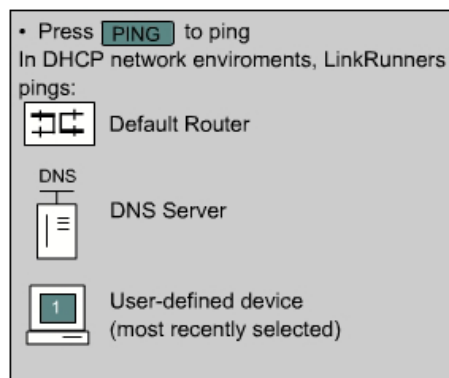 • Press PING to ping
In DHCP network enviroments, LinkRunners
pings:
Default Router
DNS
DNS Server
1
User-defined device
(most recently selected)